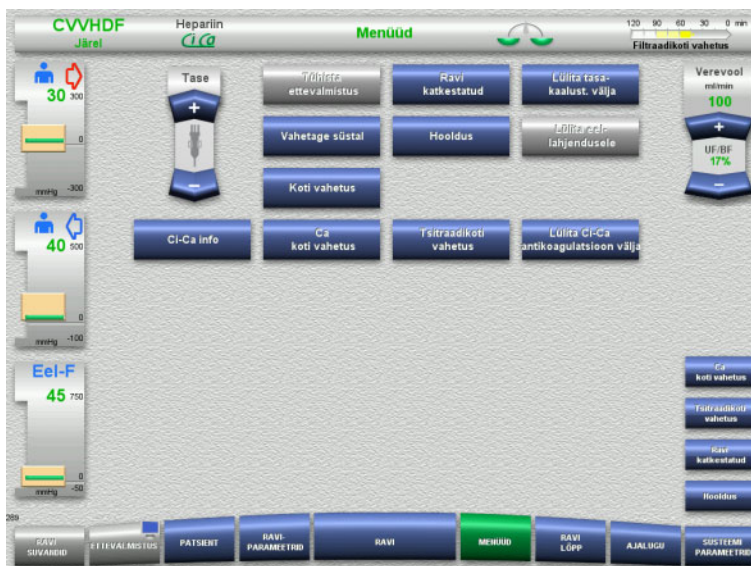 CVVHDF
Järel
Hepariin
Ci Ca
Menüüd
120 90 60 30 0 min
Filtraadikoti vahetus
30
300
0
-300
mmHg
40
500
0
-100
mmHg
Eel-F
45
750
0
-50
mmHg
Tase
+
−
Tühista
ettevalmistus
Ravi
katkestatud
Lülita tasa-
kaalust. välja
Vahetage süstal
Hooldus
Lülita eel-
lahjendusele
Koti vahetus
Ci-Ca info
Ca
koti vahetus
Tsitraadikoti
vahetus
Lülita Ci-Ca
antikoagulatsioon välja
Verevool
ml/min
100
+
UF/BF
17%
−
Ca
koti vahetus
Tsitraadikoti
vahetus
Ravi
katkestatud
Hooldus
269
RAVI
SUVANDID
ETTEVALMISTUS
PATSIENT
RAVI-
PARAMEETRID
RAVI
MENÜÜD
RAVI
LÕPP
AJALUGU
SÜSTEEMI
PARAMEETRID